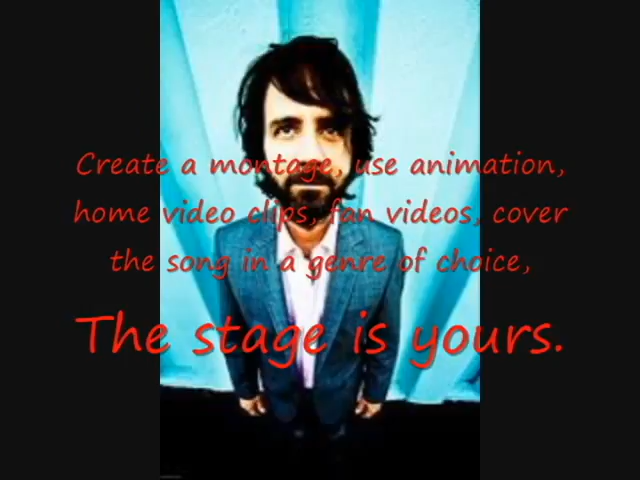 Create a montage, use animation,
home video clips, fan videos, cover
the song in a genre of choice,
The stage is yours.